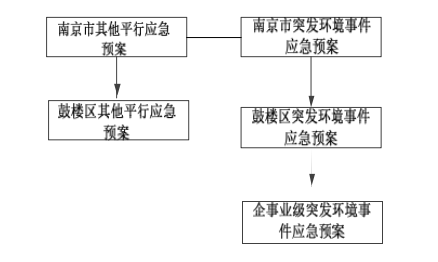 南京市其他平行应急
预案
南京市突发环境事件
应急预案
鼓楼区其他平行应急
预案
鼓楼区突发环境事件
应急预案
企事业级突发环境事
件应急预案